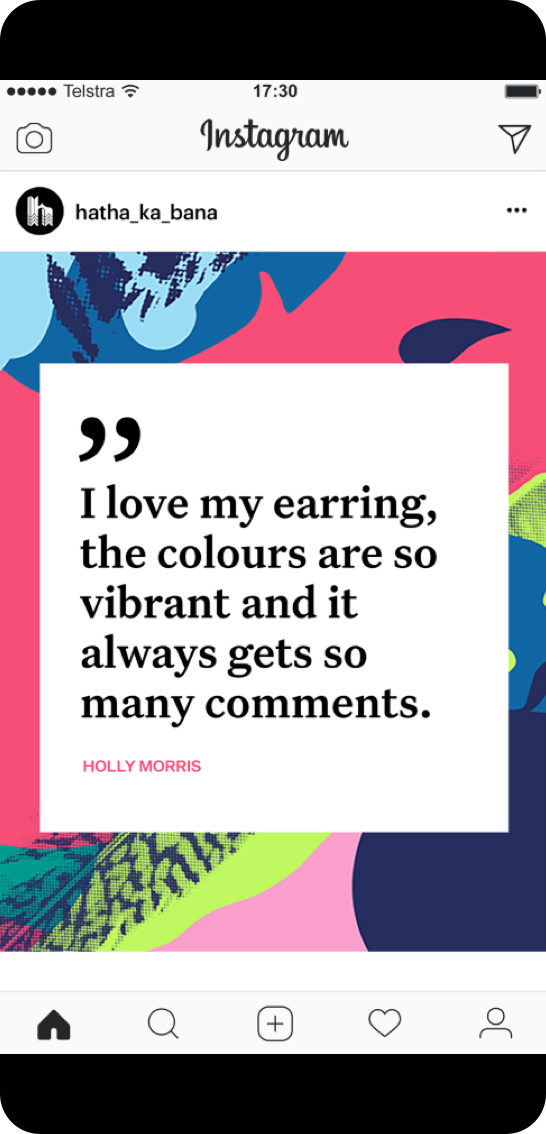 Telstra 17:30
Instagram
hatha_ka_bana
”
I love my earring,
the colours are so
vibrant and it
always gets so
many comments.
HOLLY MORRIS